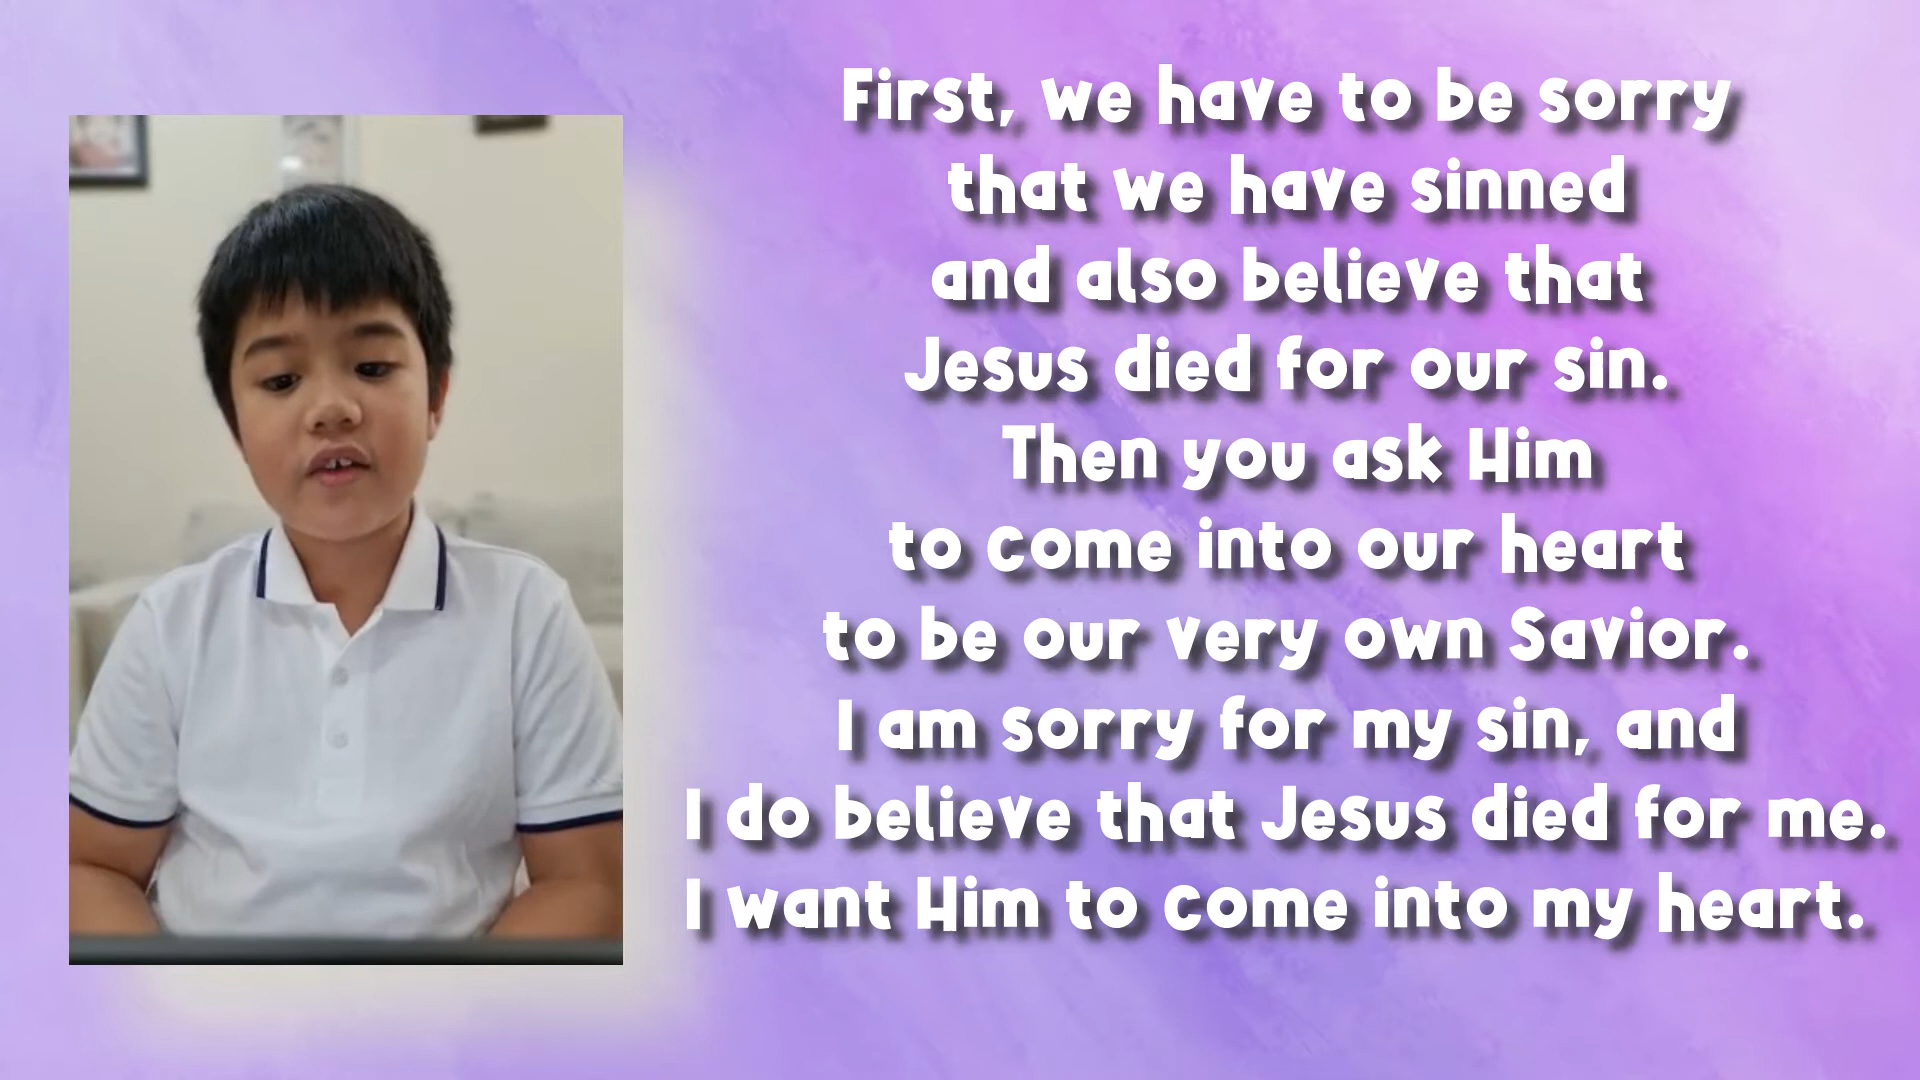 First, we have to be sorry
that we have sinned
and also believe that
Jesus died for our sin.
Then you ask Him
to come into our heart
to be our very own Savior.
I am sorry for my sin, and
I do believe that Jesus died for me.
I want Him to come into my heart.